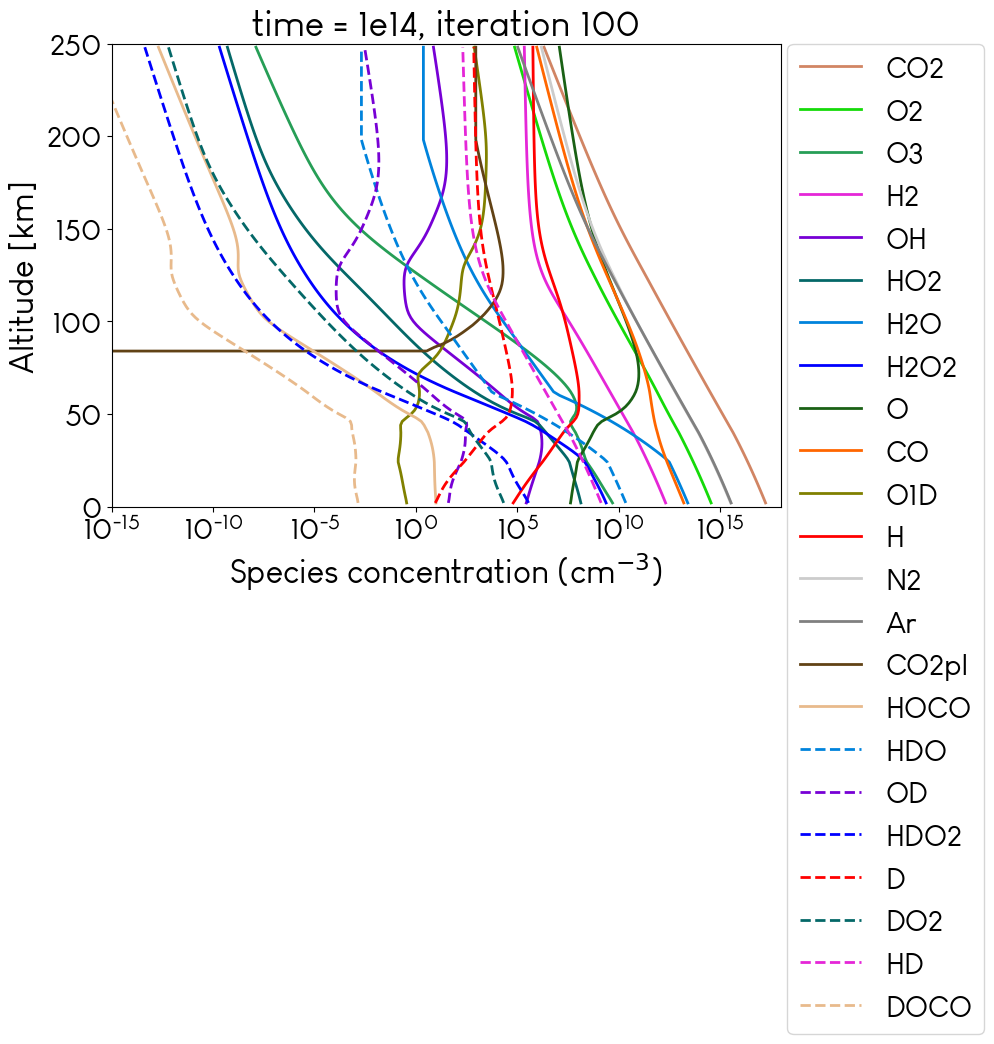 time = 1e14, iteration 100
250
200
150
100
50
0
Altitude [km]
10^-15
10^-10
10^-5
10^0
10^5
10^10
10^15
Species concentration (cm^−3)
CO2
O2
O3
H2
OH
HO2
H2O
H2O2
O
CO
O1D
H
N2
Ar
CO2pl
HOCO
HDO
OD
HDO2
D
DO2
HD
DOCO